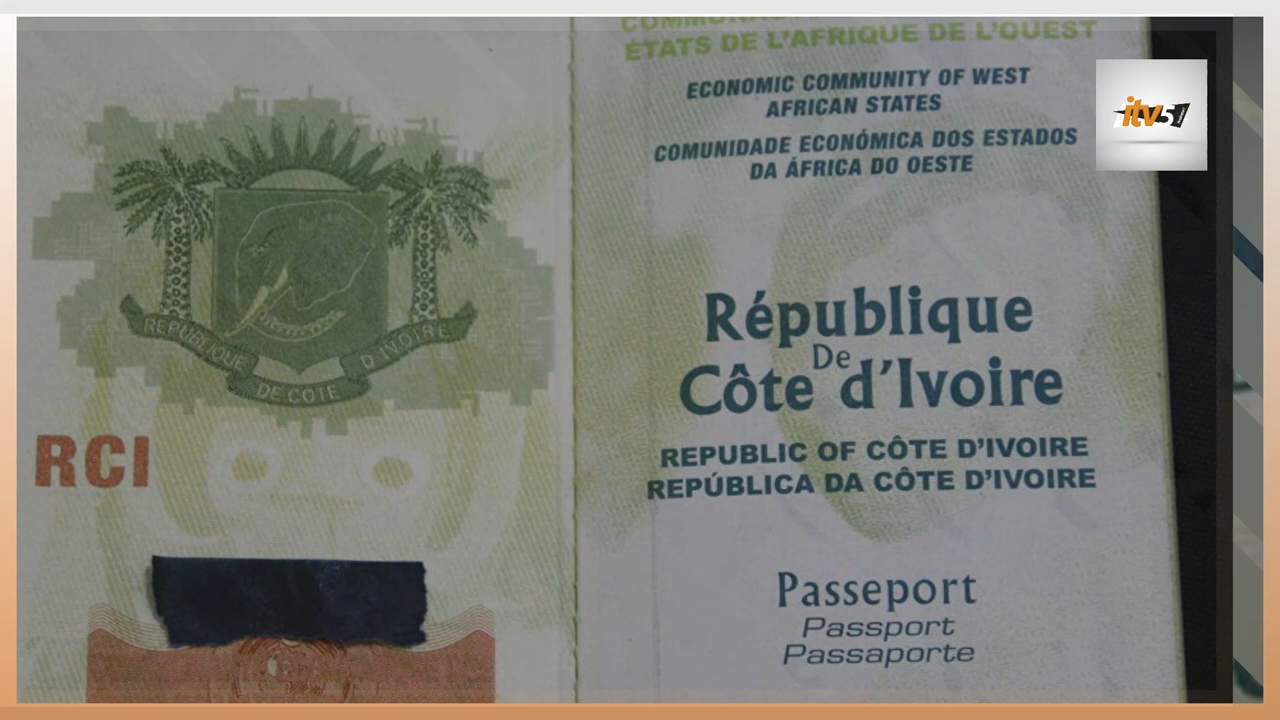 REPUBLIQUE
DE COTE
D'IVOIRE
RCI
ÉTATS DE L'AFRIQUE DE L'OUEST
ECONOMIC COMMUNITY OF WEST
AFRICAN STATES
COMUNIDADE ECONÓMICA DOS ESTADOS
DA ÁFRICA DO OESTE
République
De
Côte d'Ivoire
REPUBLIC OF CÔTE D'IVOIRE
REPÚBLICA DA CÔTE D'IVOIRE
Passeport
Passport
Passaporte
itv51